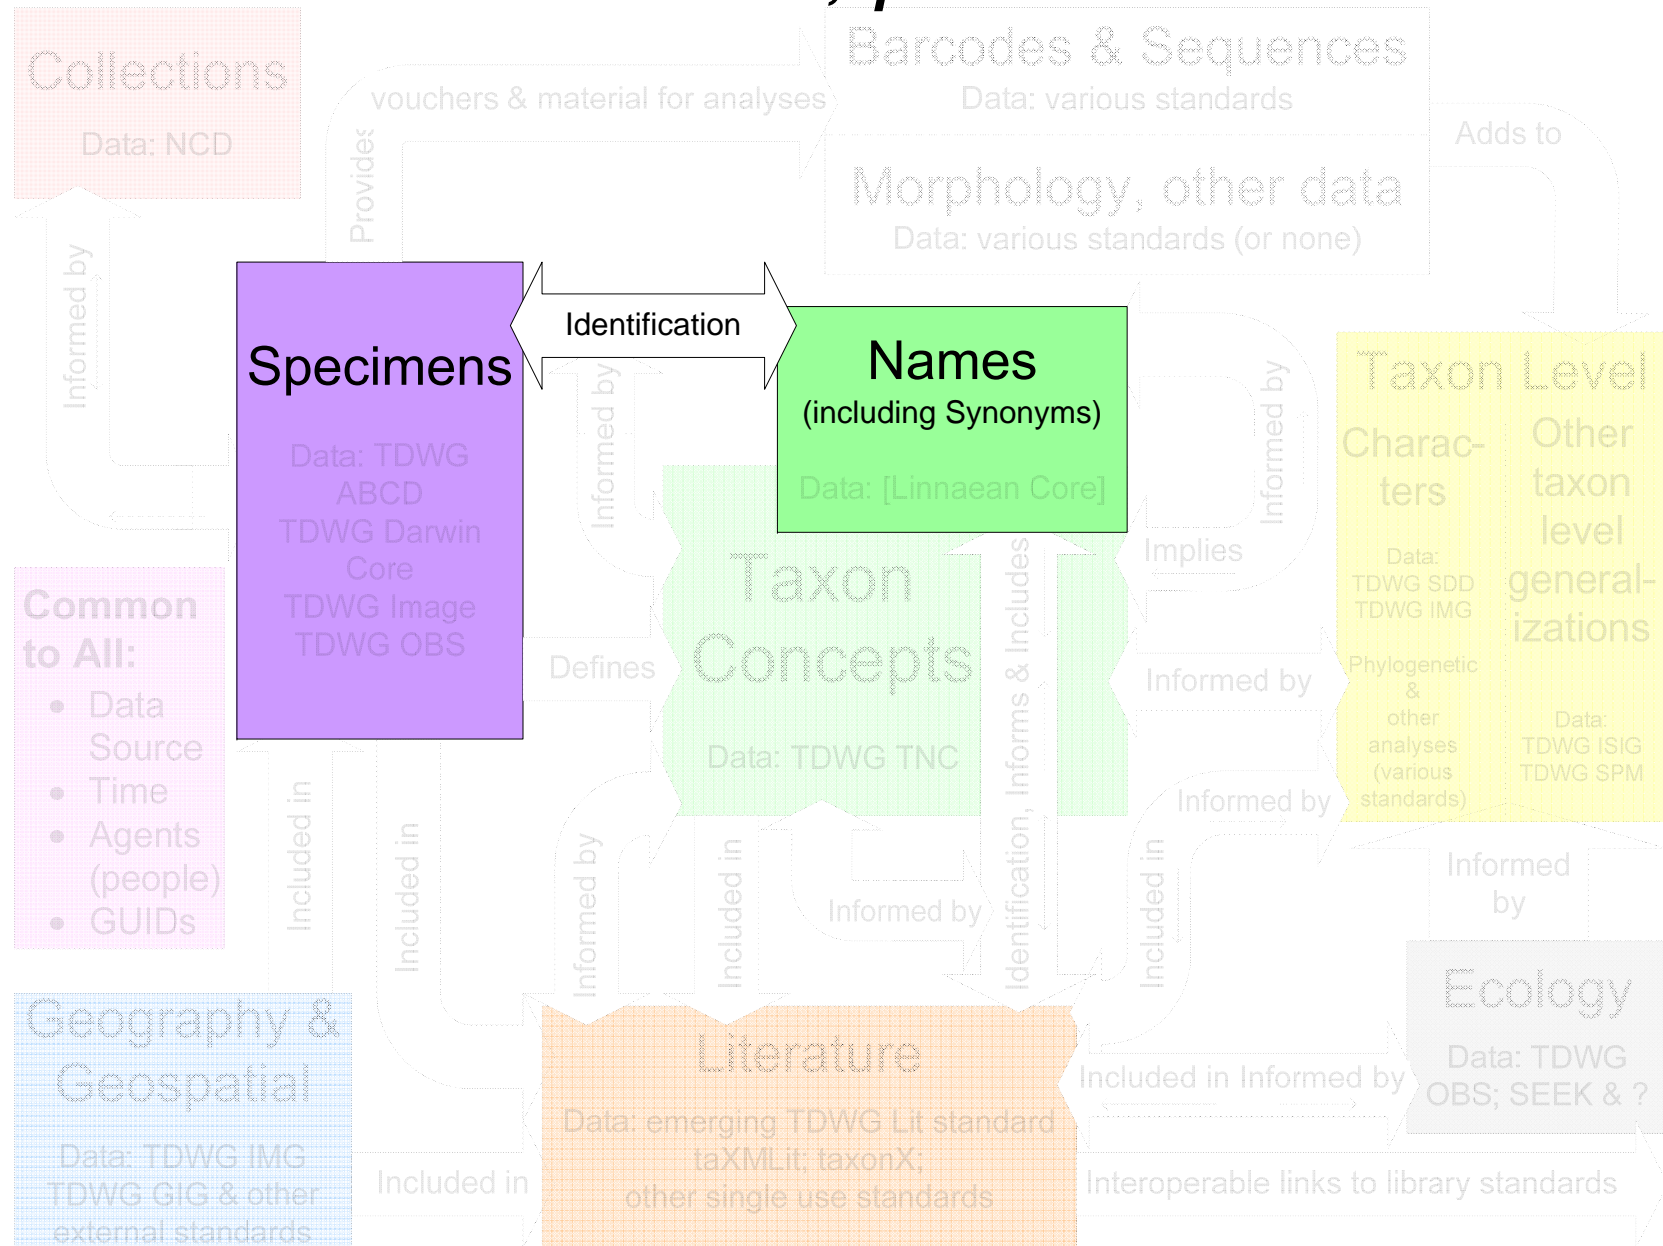 Collections
Data: NCD
Barcodes & Sequences
Data: various standards
Morphology, other data
Data: various standards (or none)
vouchers & material for analyses
Provides
Adds to
Informed by
Specimens
Data: TDWG
ABCD
TDWG Darwin
Core
TDWG Image
TDWG OBS
Identification
Names
(including Synonyms)
Data: [Linnaean Core]
Informed by
Informed by
Implies
Taxon Level
Charac-
ters
Data:
TDWG SDD
TDWG IMG
Phylogenetic
&
other
analyses
(various
standards)
Other
taxon
level
general-
izations
Data:
TDWG ISIG
TDWG SPM
Common
to All:
• Data
Source
• Time
• Agents
(people)
• GUIDs
Defines
Taxon
Concepts
Data: TDWG TNC
Identification, Informs & Includes
Informed by
Informed by
Included in
Included in
Informed by
Included in
Informed by
Included in
Informed
by
Geography &
Geospatial
Data: TDWG IMG
TDWG GIG & other
external standards
Included in
Literature
Data: emerging TDWG Lit standard
taXMLit; taxonX;
other single use standards
Included in Informed by
Ecology
Data: TDWG
OBS; SEEK & ?
Interoperable links to library standards